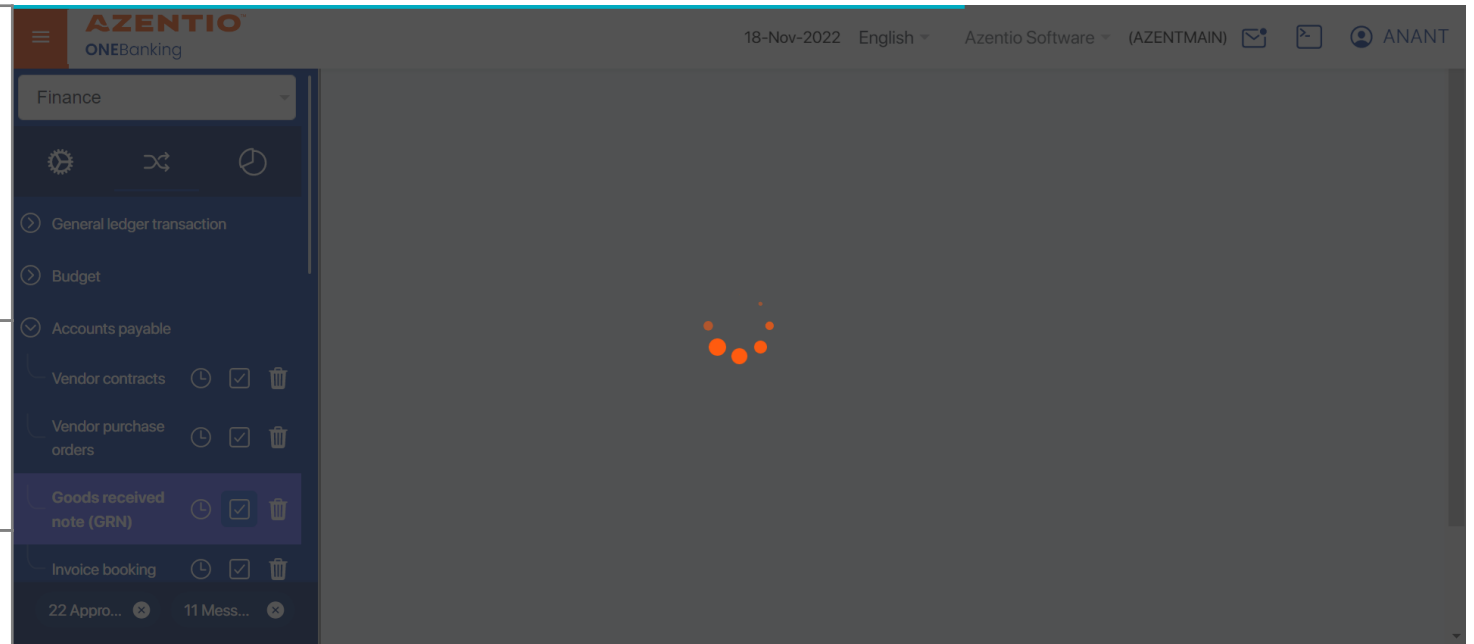 AZENTIO
ONEBanking
18-Nov-2022 English Azentio Software (AZENTMAIN) ANANT
Finance
General ledger transaction
Budget
Accounts payable
Vendor contracts
Vendor purchase
orders
Goods received
note (GRN)
Invoice booking
22 Appro... 11 Mess...